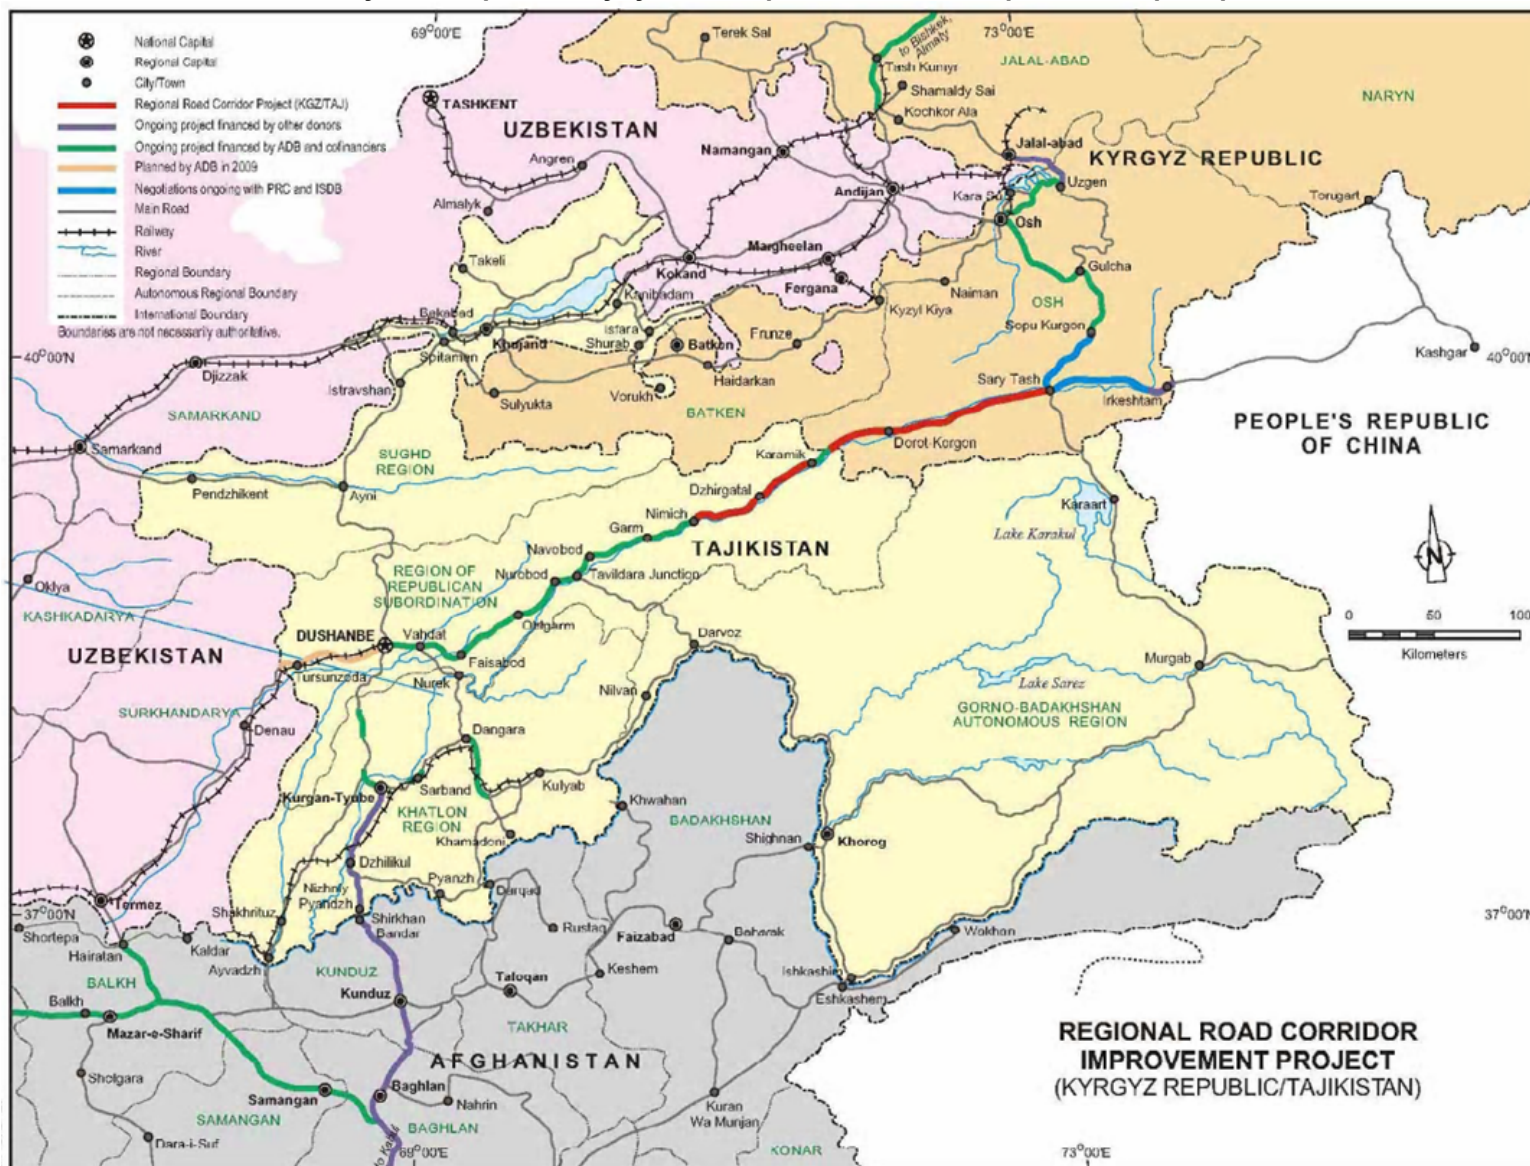 National Capital
Regional Capital
City/Town
Regional Road Corridor Project (KGZ/TAJ)
Ongoing project financed by other donors
Ongoing project financed by ADB and cofinanciers
Planned by ADB in 2009
Negotiations ongoing with PRC and ISDB
Main Road
Railway
River
Regional Boundary
Autonomous Regional Boundary
International Boundary
Boundaries are not necessarily authoritative.
69°00'E
73°00'E
Terek Sal
to Bishkek,
Almaty
Tash Kumyr
JALAL-ABAD
Shamaldy Sai
NARYN
TASHKENT
Kochkor Ala
UZBEKISTAN
Namangan
Jalal-abad
KYRGYZ REPUBLIC
Angren
Uzgen
Andijan
Kara Su
Torugart
Almalyk
Osh
Margheelan
Takeli
Kokand
Gulcha
Fergana
Naiman
Kanibadam
OSH
Kyzyl Kiya
Bekabad
Isfara
Frunze
Sopu Kurgon
Khujand
Shurab
Batken
Spitamen
Kashgar
40°00'N
40°00'N
Djizzak
Haidarkan
Sary Tash
Istravshan
Vorukh
Irkeshtam
Sulyukta
SAMARKAND
BATKEN
PEOPLE'S REPUBLIC
OF CHINA
Samarkand
Dorot-Korgon
SUGHD
REGION
Karamik
Pendzhikent
Ayni
Dzhirgatal
Karaart
Nimich
Garm
Lake Karakul
Navobod
TAJIKISTAN
N
REGION OF
REPUBLICAN
SUBORDINATION
Nurobod
Tavildara Junction
Oklya
KASHKADARYA
Obigarm
0 50 100
Kilometers
DUSHANBE
Vahdat
Darvoz
UZBEKISTAN
Faisabod
Murgab
Tursunzoda
Nurek
Lake Sarez
Nilvan
SURKHANDARYA
GORNO-BADAKHSHAN
AUTONOMOUS REGION
Denau
Dangara
Kurgan-Tyube
Sarband
Kulyab
KHATLON
REGION
Khwahan
BADAKHSHAN
Khamadoni
Shighnan
Khorog
Dzhilikul
Nizhniy
Pyandzh
Pyanzh
Darqad
Termez
37°00'N
37°00'N
Shakhrituz
Shirkhan
Bandar
Shortepa
Rustaq
Faizabad
Baharak
Wokhan
Hairatan
Kaldar
Ayvadzh
KUNDUZ
Keshem
Ishkashim
BALKH
Taloqan
Eshkashem
Balkh
Kunduz
Mazar-e-Sharif
TAKHAR
REGIONAL ROAD CORRIDOR
IMPROVEMENT PROJECT
(KYRGYZ REPUBLIC/TAJIKISTAN)
AFGHANISTAN
Sholgara
Baghlan
Samangan
Nahrin
Kuran
Wa Munjan
SAMANGAN
BAGHLAN
Dara-i-Suf
KONAR
69°00'E
73°00'E